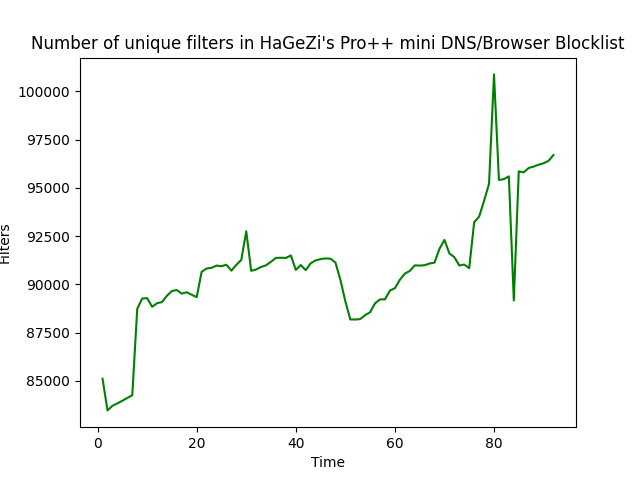 Number of unique filters in HaGeZi's Pro++ mini DNS/Browser Blocklist
100000
97500
95000
92500
90000
87500
85000
Filters
0 20 40 60 80
Time